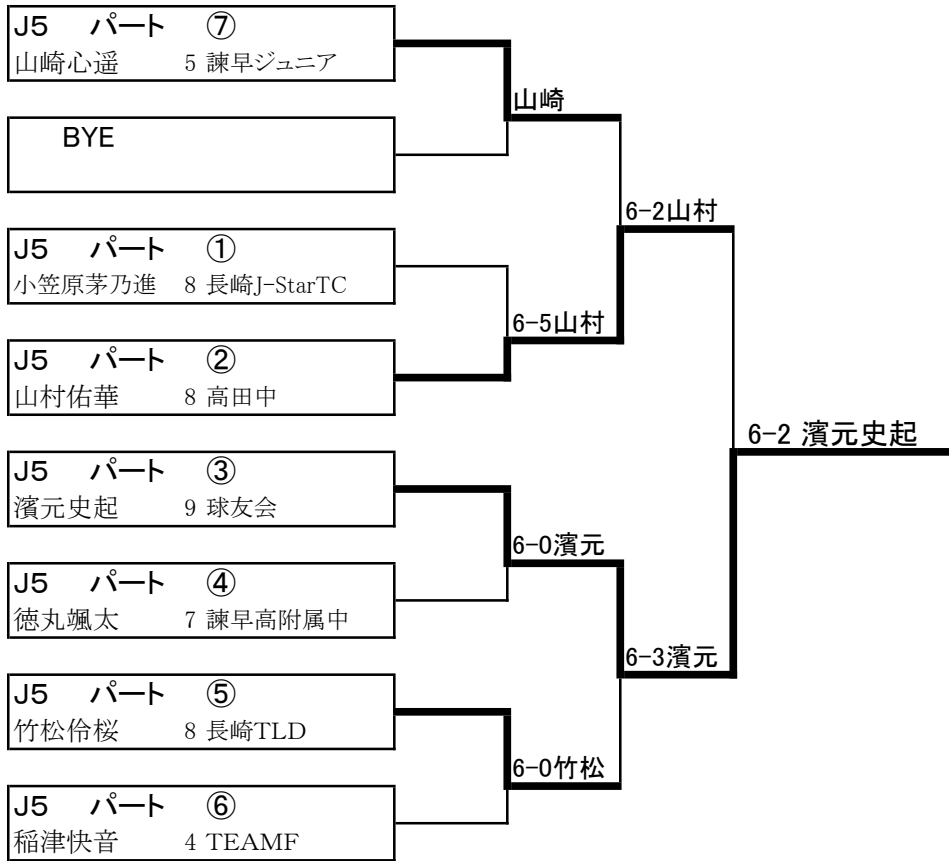 J5 パート ⑦
山崎心遥 5 諫早ジュニア
山崎
BYE
6-2山村
J5 パート ①
小笠原茅乃進 8 長崎J-StarTC
6-5山村
J5 パート ②
山村佑華 8 高田中
6-2 濱元史起
J5 パート ③
濱元史起 9 球友会
6-0濱元
J5 パート ④
徳丸颯太 7 諫早高附属中
6-3濱元
J5 パート ⑤
竹松伶桜 8 長崎TLD
6-0竹松
J5 パート ⑥
稲津快音 4 TEAMF